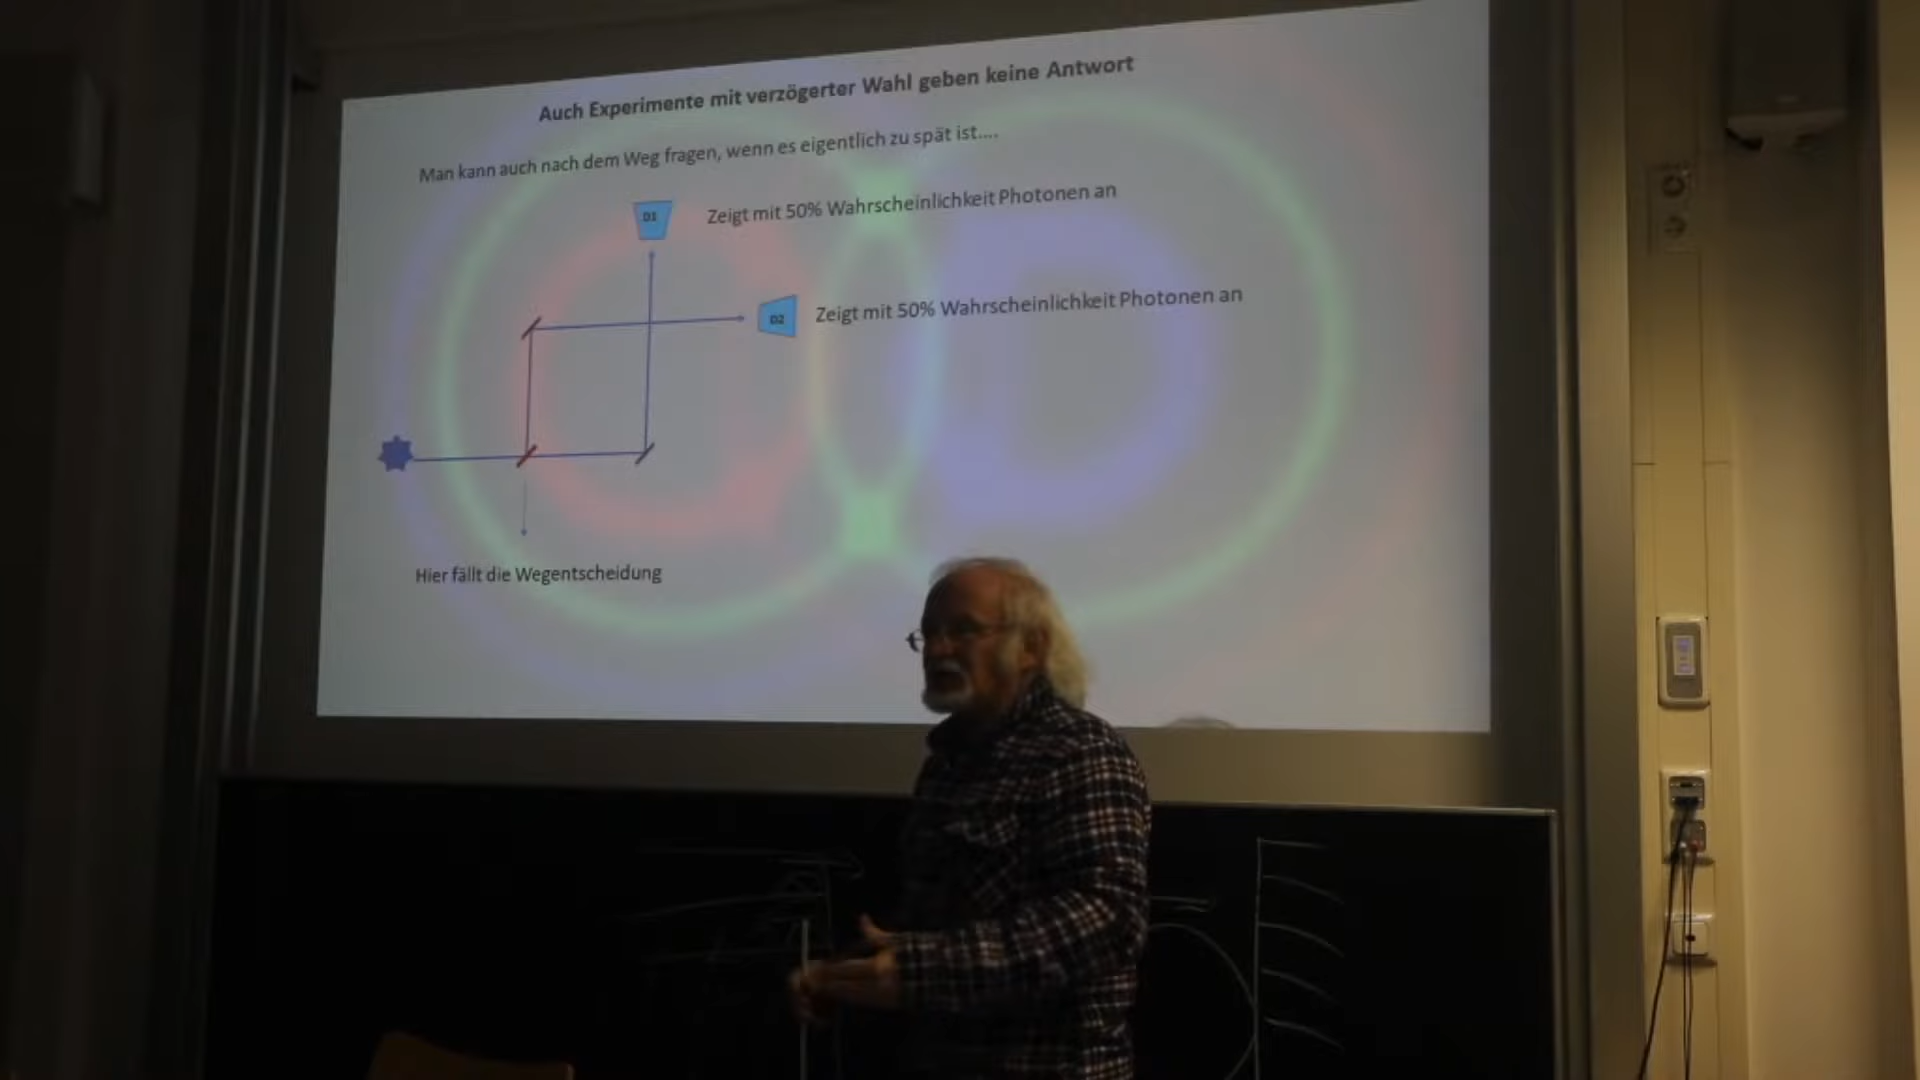 Auch Experimente mit verzögerter Wahl geben keine Antwort
Man kann auch nach dem Weg fragen, wenn es eigentlich zu spät ist....
D1
Zeigt mit 50% Wahrscheinlichkeit Photonen an
D2
Zeigt mit 50% Wahrscheinlichkeit Photonen an
Hier fällt die Wegentscheidung